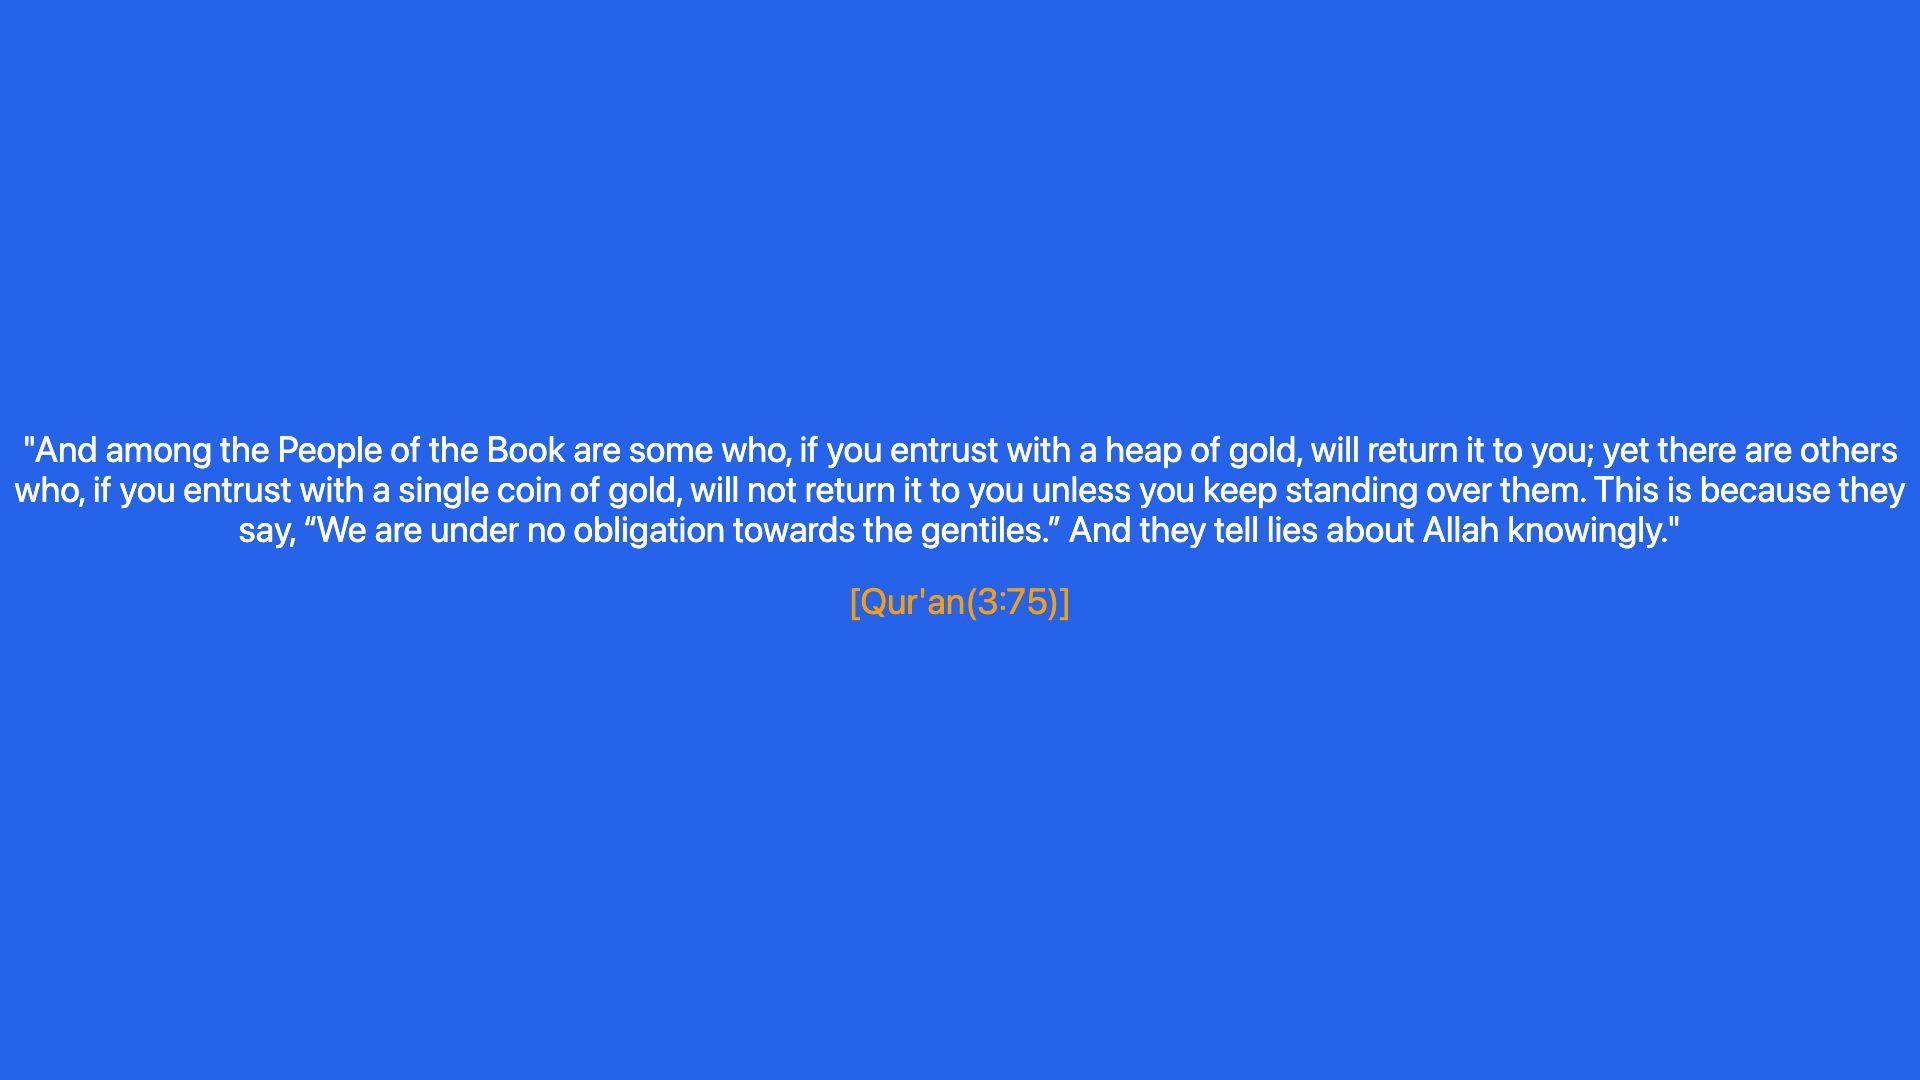 "And among the People of the Book are some who, if you entrust with a heap of gold, will return it to you; yet there are others
who, if you entrust with a single coin of gold, will not return it to you unless you keep standing over them. This is because they
say, “We are under no obligation towards the gentiles.” And they tell lies about Allah knowingly."
[Qur'an(3:75)]